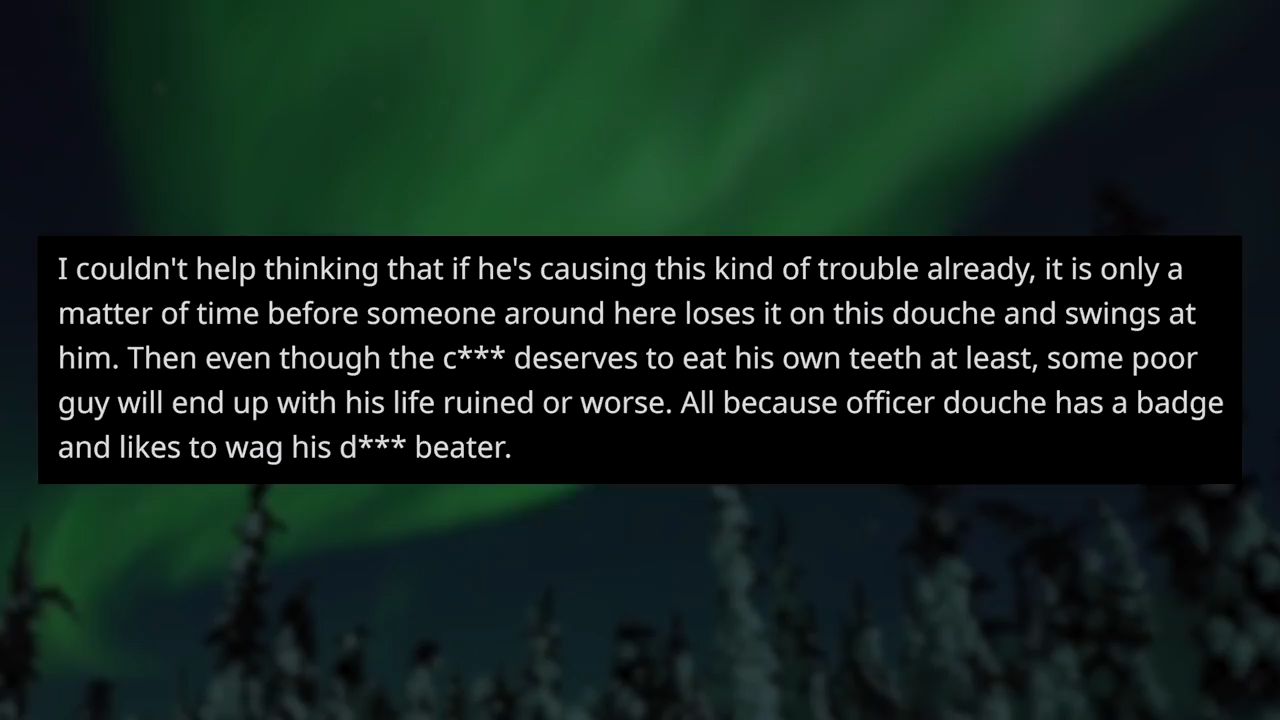 I couldn't help thinking that if he's causing this kind of trouble already, it is only a
matter of time before someone around here loses it on this douche and swings at
him. Then even though the c*** deserves to eat his own teeth at least, some poor
guy will end up with his life ruined or worse. All because officer douche has a badge
and likes to wag his d*** beater.